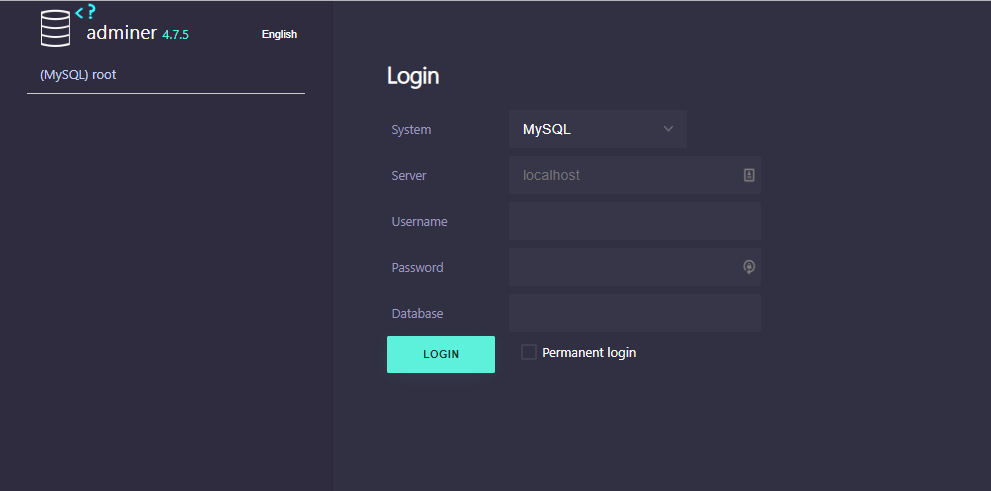 <?
adminer 4.7.5
English
(MySQL) root
Login
System
MySQL
Server
localhost
Username
Password
Database
LOGIN
Permanent login